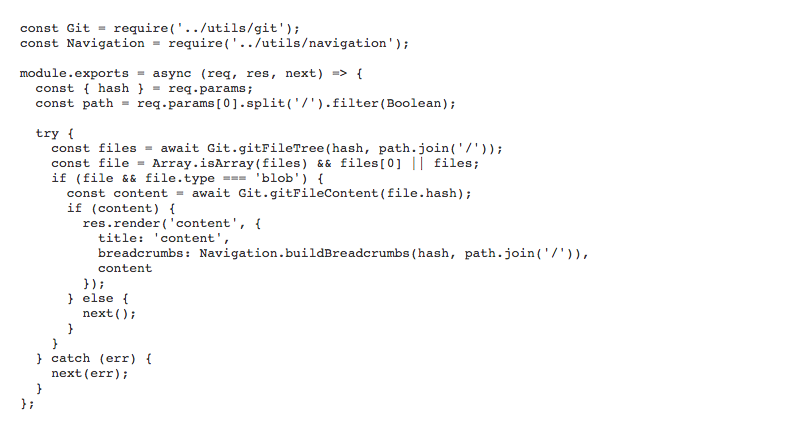 const Git = require('../utils/git');
const Navigation = require('../utils/navigation');

module.exports = async (req, res, next) => {
  const { hash } = req.params;
  const path = req.params[0].split('/').filter(Boolean);

  try {
    const files = await Git.gitFileTree(hash, path.join('/'));
    const file = Array.isArray(files) && files[0] || files;
    if (file && file.type === 'blob') {
      const content = await Git.gitFileContent(file.hash);
      if (content) {
        res.render('content', {
          title: 'content',
          breadcrumbs: Navigation.buildBreadcrumbs(hash, path.join('/')),
          content
        });
      } else {
        next();
      }
    }
  } catch (err) {
    next(err);
  }
};